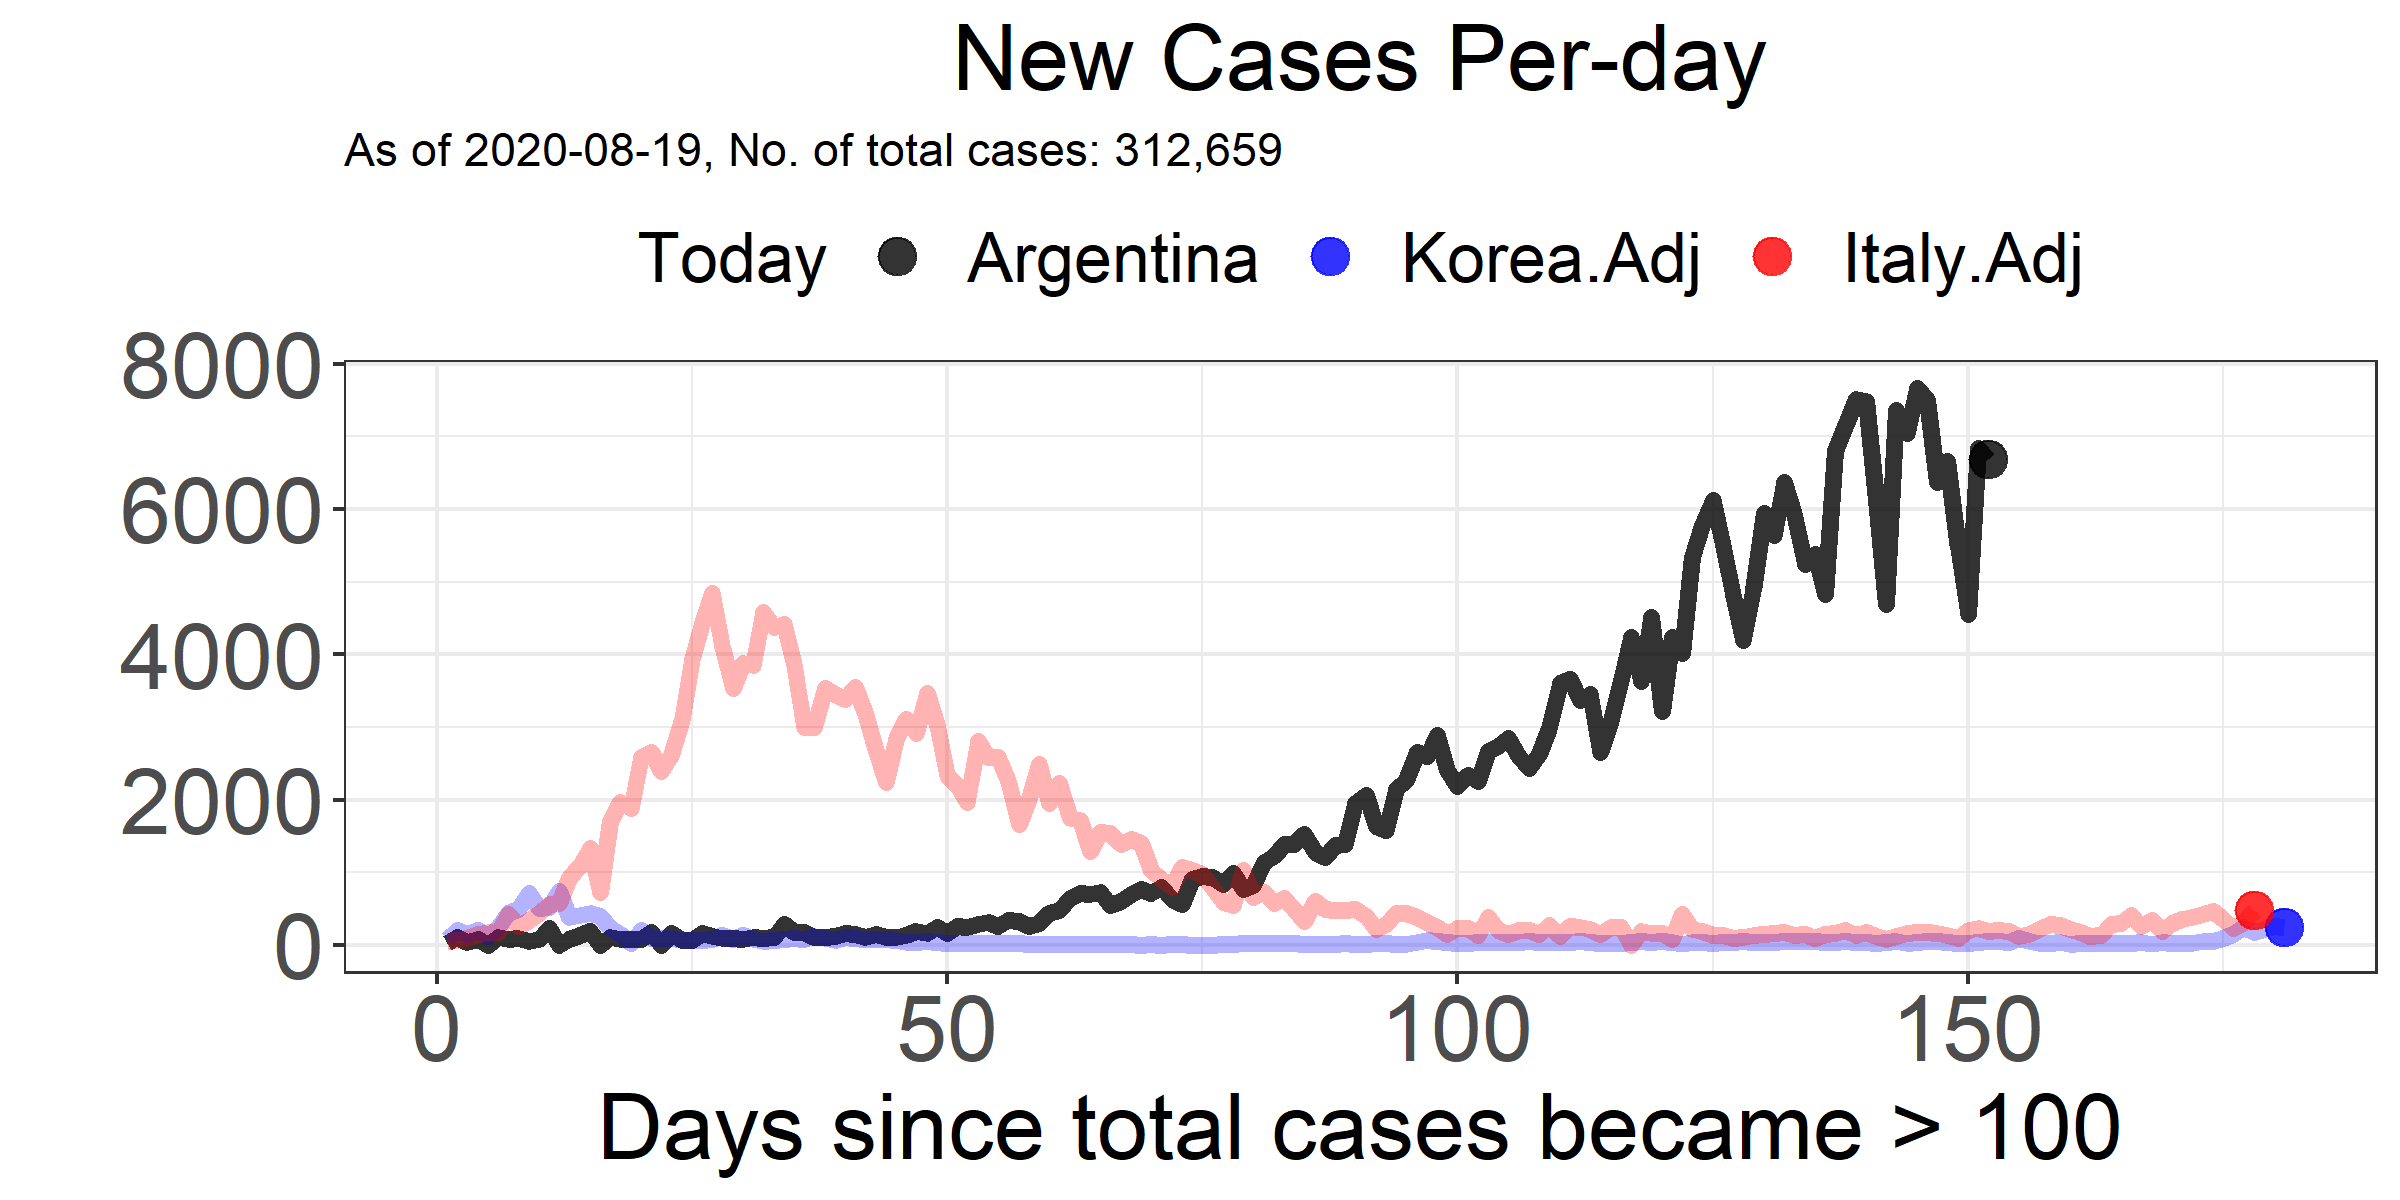 New Cases Per-day
As of 2020-08-19, No. of total cases: 312,659
Today Argentina Korea.Adj Italy.Adj
8000
6000
4000
2000
0
0 50 100 150
Days since total cases became > 100